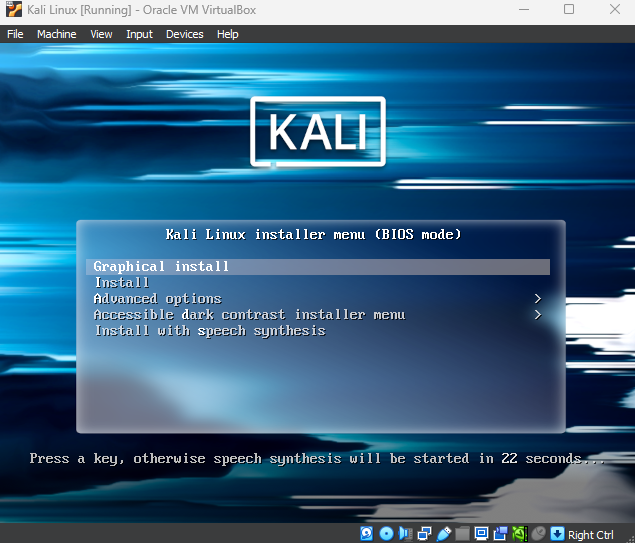 Kali Linux [Running] - Oracle VM VirtualBox
File Machine View Input Devices Help
KALI
Kali Linux installer menu (BIOS mode)
Graphical install
Install
Advanced options >
Accessible dark contrast installer menu >
Install with speech synthesis
Press a key, otherwise speech synthesis will be started in 22 seconds...
Right Ctrl